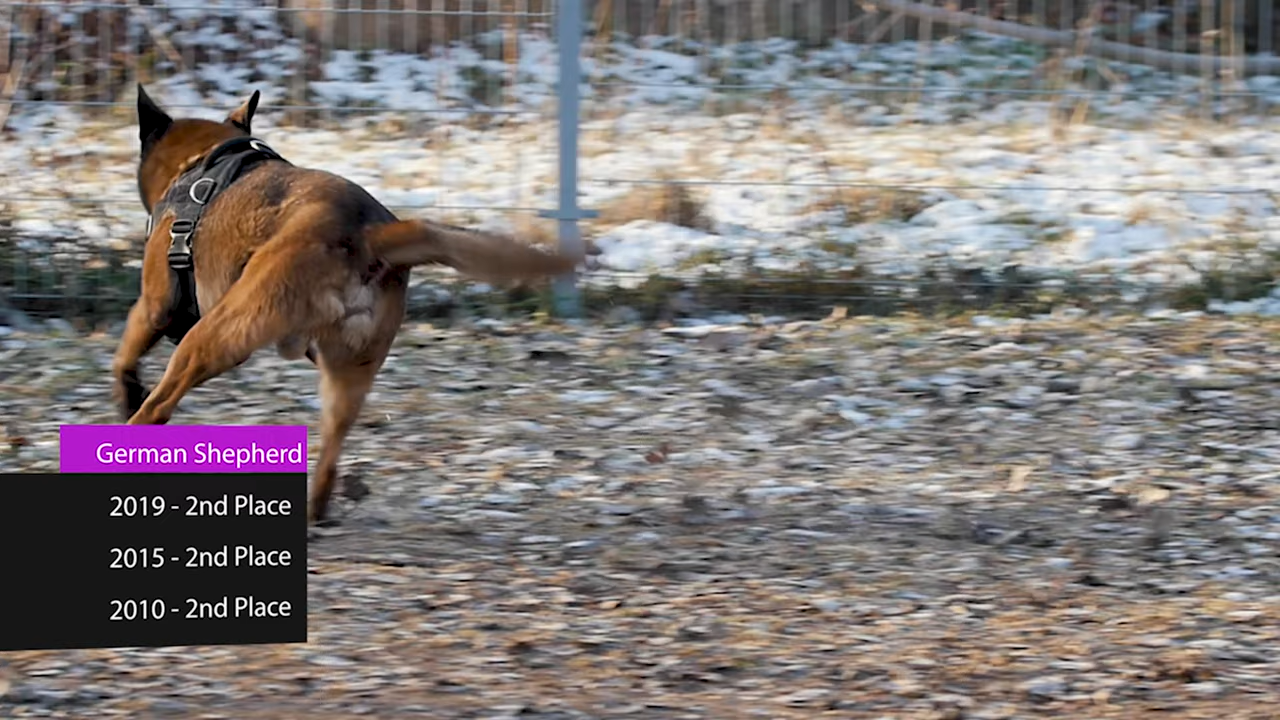 German Shepherd
2019 - 2nd Place
2015 - 2nd Place
2010 - 2nd Place